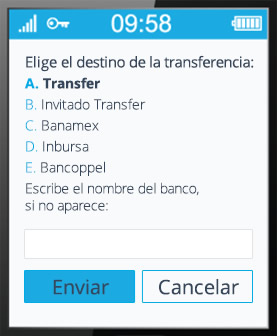 09:58
Elige el destino de la transferencia:
A. Transfer
B. Invitado Transfer
C. Banamex
D. Inbursa
E. Bancoppel
Escribe el nombre del banco,
si no aparece:
Enviar Cancelar